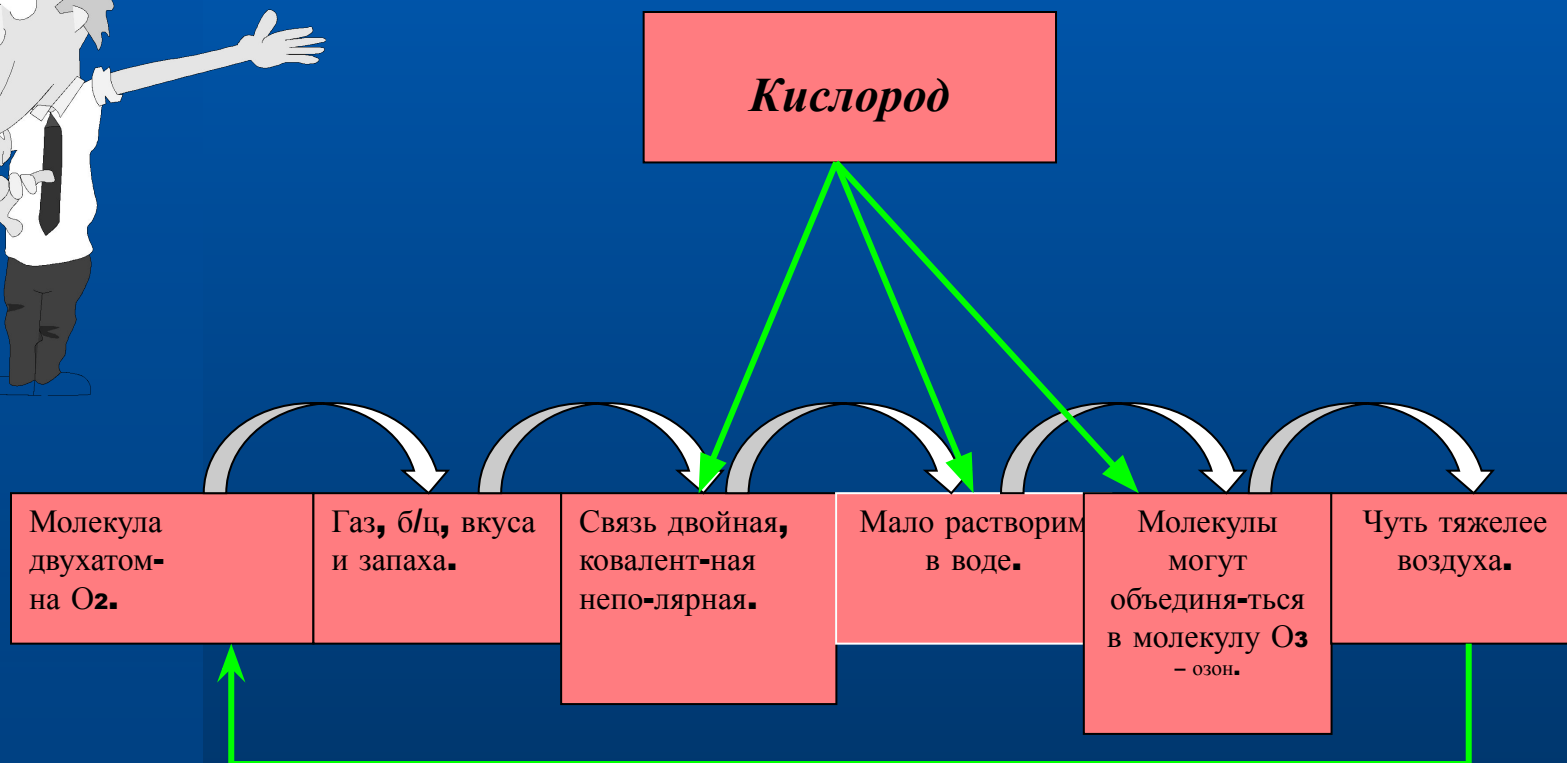 Кислород
Молекула
двухатом-
на О2.
Газ, б/ц, вкуса
и запаха.
Связь двойная,
ковалент-ная
непо-лярная.
Мало растворим
в воде.
Молекулы
могут
объединя-ться
в молекулу О3
– озон.
Чуть тяжелее
воздуха.